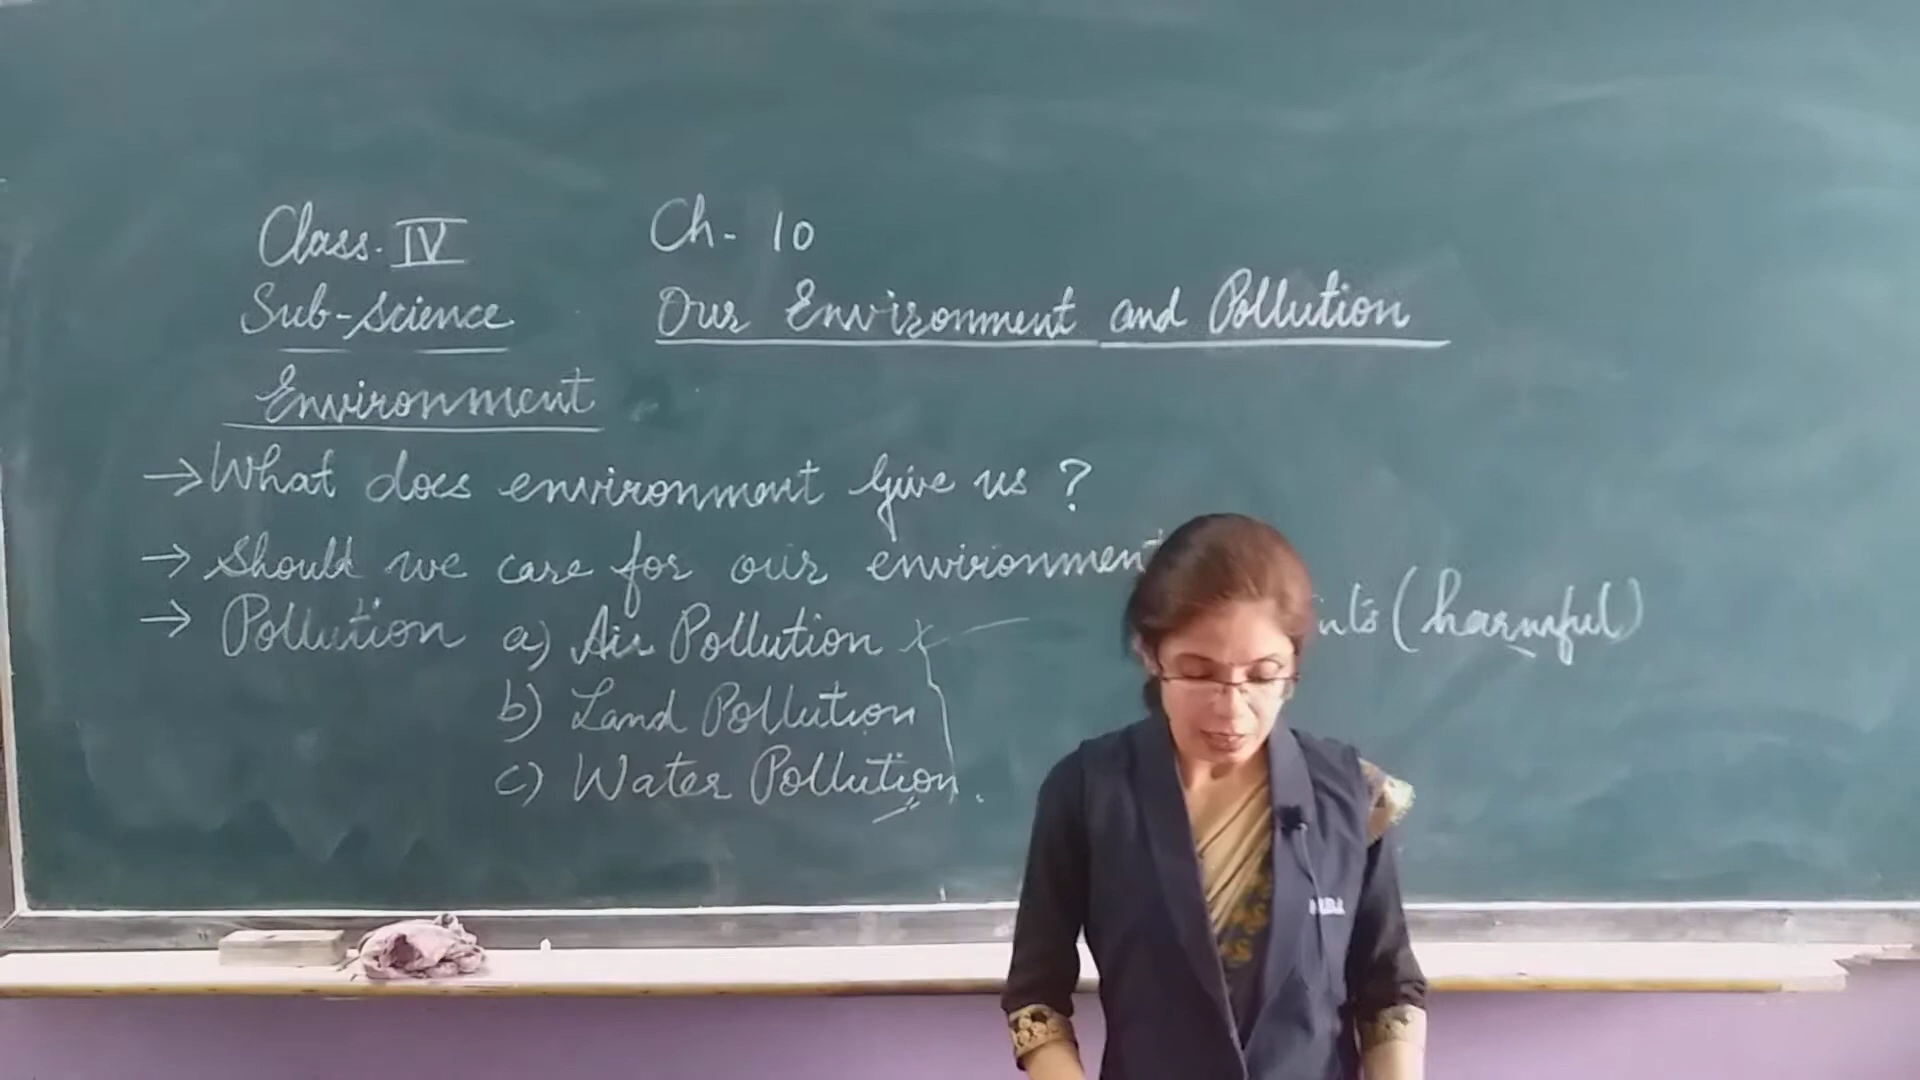 Class. IV
Ch- 10
Sub-science
Our Environment and Pollution
Environment
→ What does environment give us ?
→ Should we care for our environment
→ Pollution a) Air Pollution
(harmful)
b) Land Pollution
c) Water Pollution.